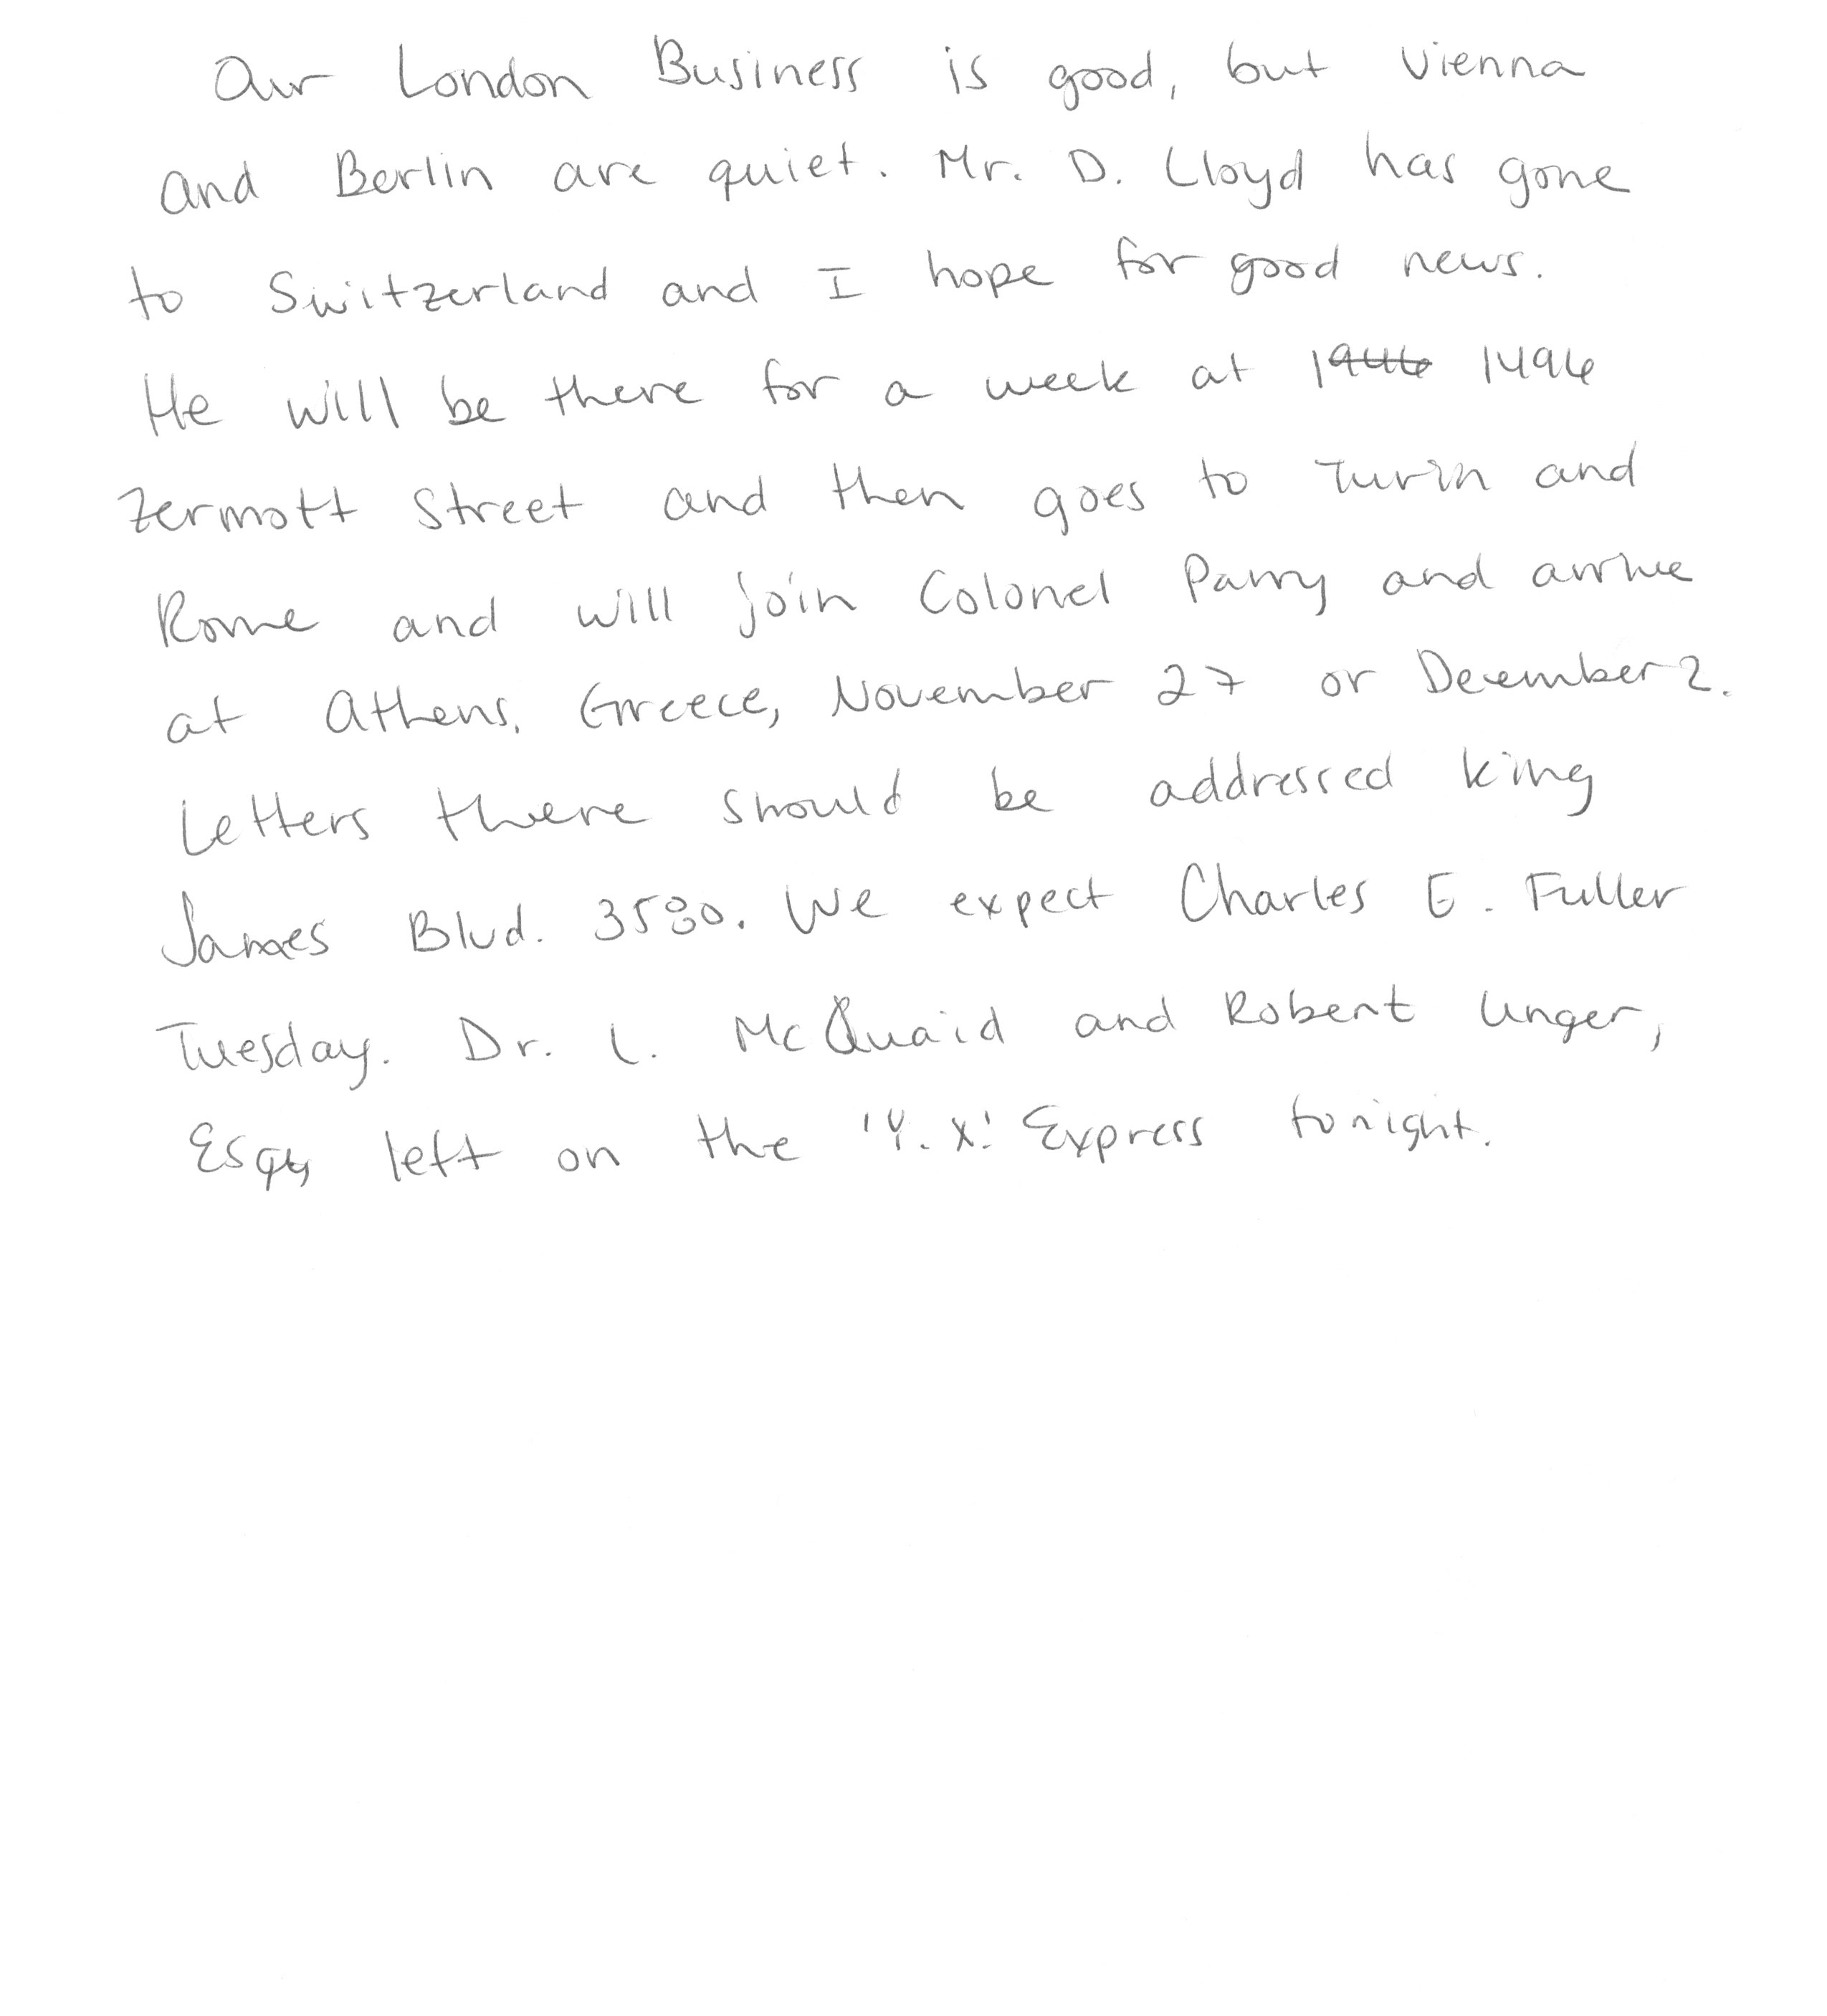 Our London Business is good, but Vienna
and Berlin are quiet. Mr. D. Lloyd has gone
to Switzerland and I hope for good news.
He will be there for a week at 1496
Zermott Street and then goes to Turin and
Rome and will join Colonel Parry and arrive
at Athens, Greece, November 27 or December 2.
Letters there should be addressed King
James Blvd. 3580. We expect Charles E. Fuller
Tuesday. Dr. L. McQuaid and Robert Unger,
Esq., left on the 'Y.X.' Express tonight.